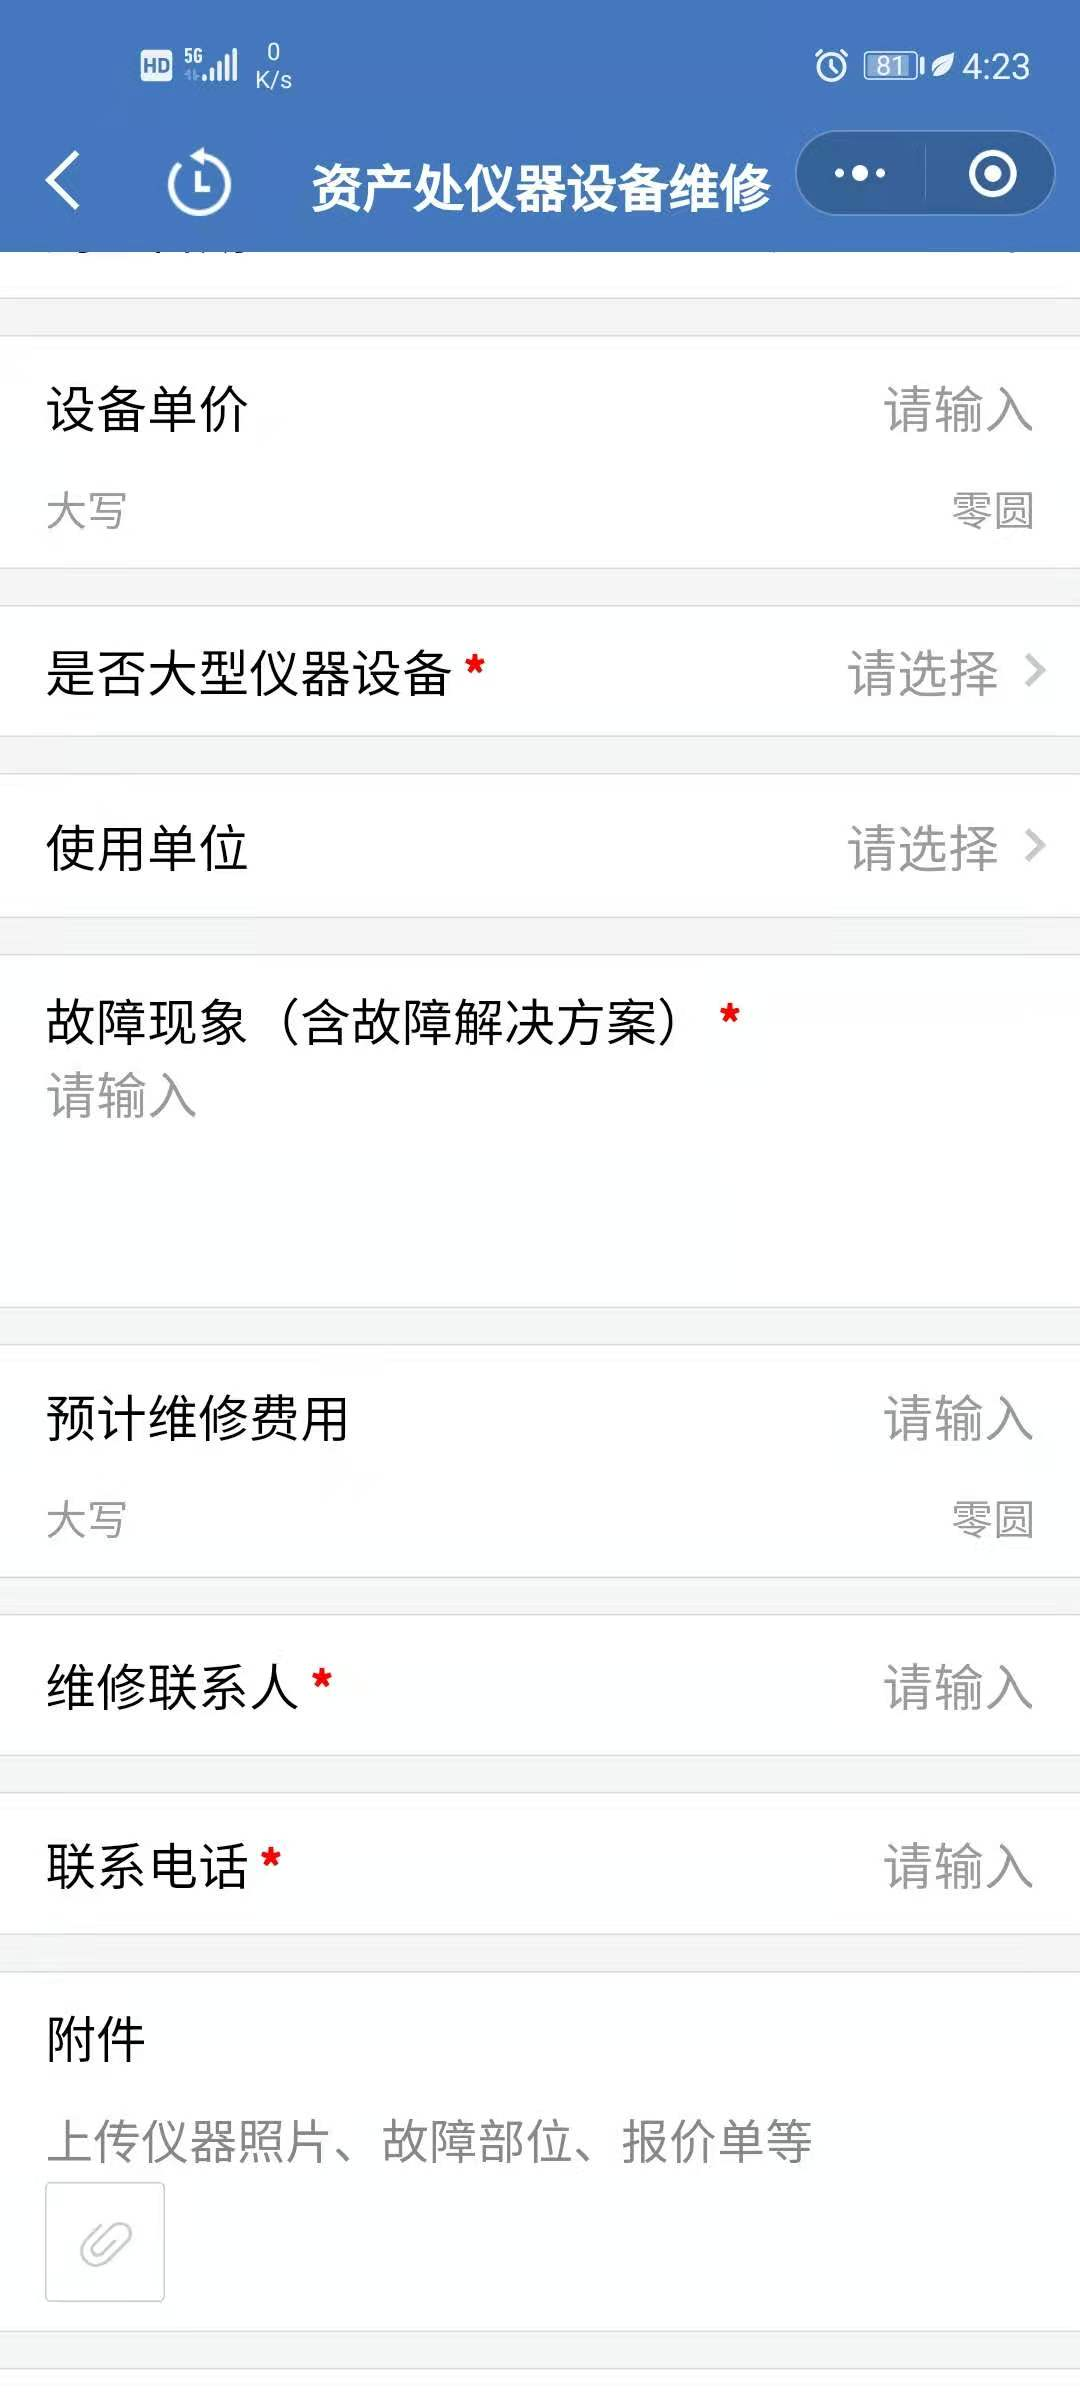 HD 5G 0 K/s 81 4:23
资产处仪器设备维修
设备单价 请输入
大写 零圆
是否大型仪器设备* 请选择
使用单位 请选择
故障现象（含故障解决方案）*
请输入
预计维修费用 请输入
大写 零圆
维修联系人* 请输入
联系电话* 请输入
附件
上传仪器照片、故障部位、报价单等